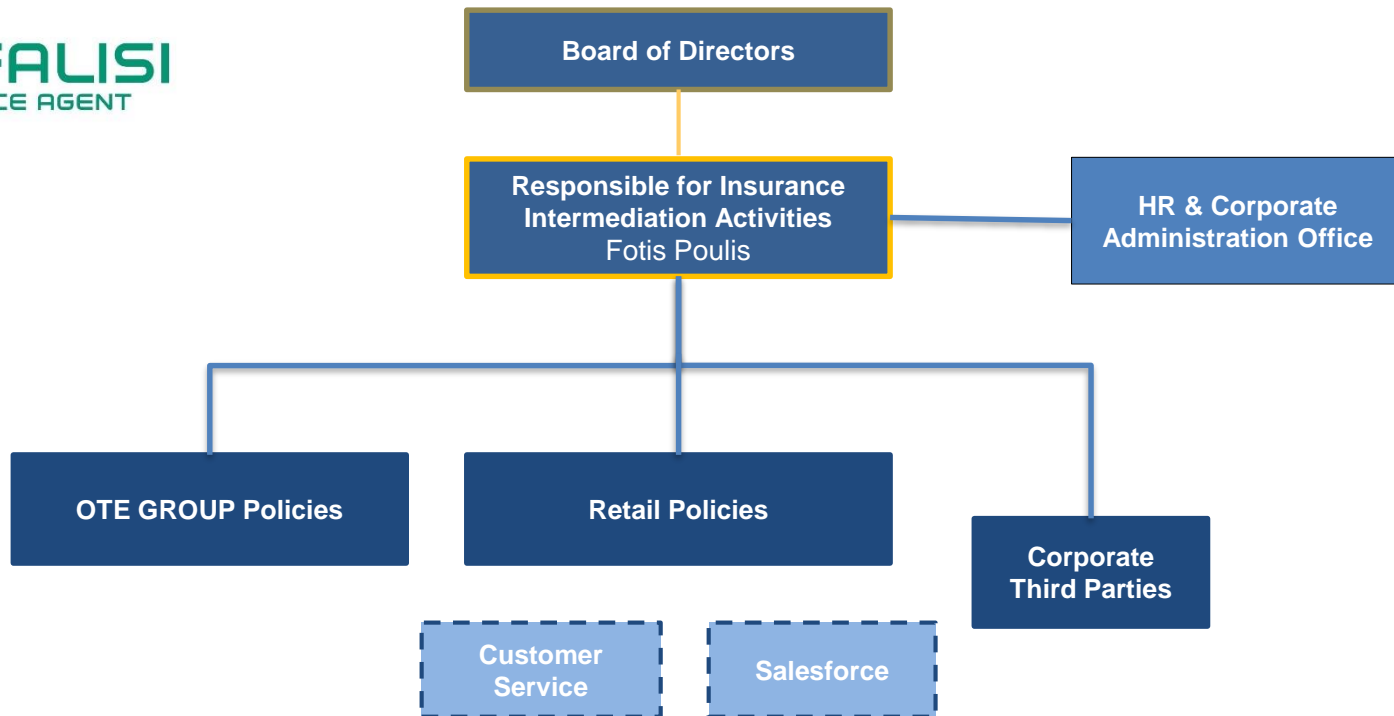 FALISI
CE AGENT
Board of Directors
Responsible for Insurance
Intermediation Activities
Fotis Poulis
HR & Corporate
Administration Office
OTE GROUP Policies
Retail Policies
Corporate
Third Parties
Customer
Service
Salesforce